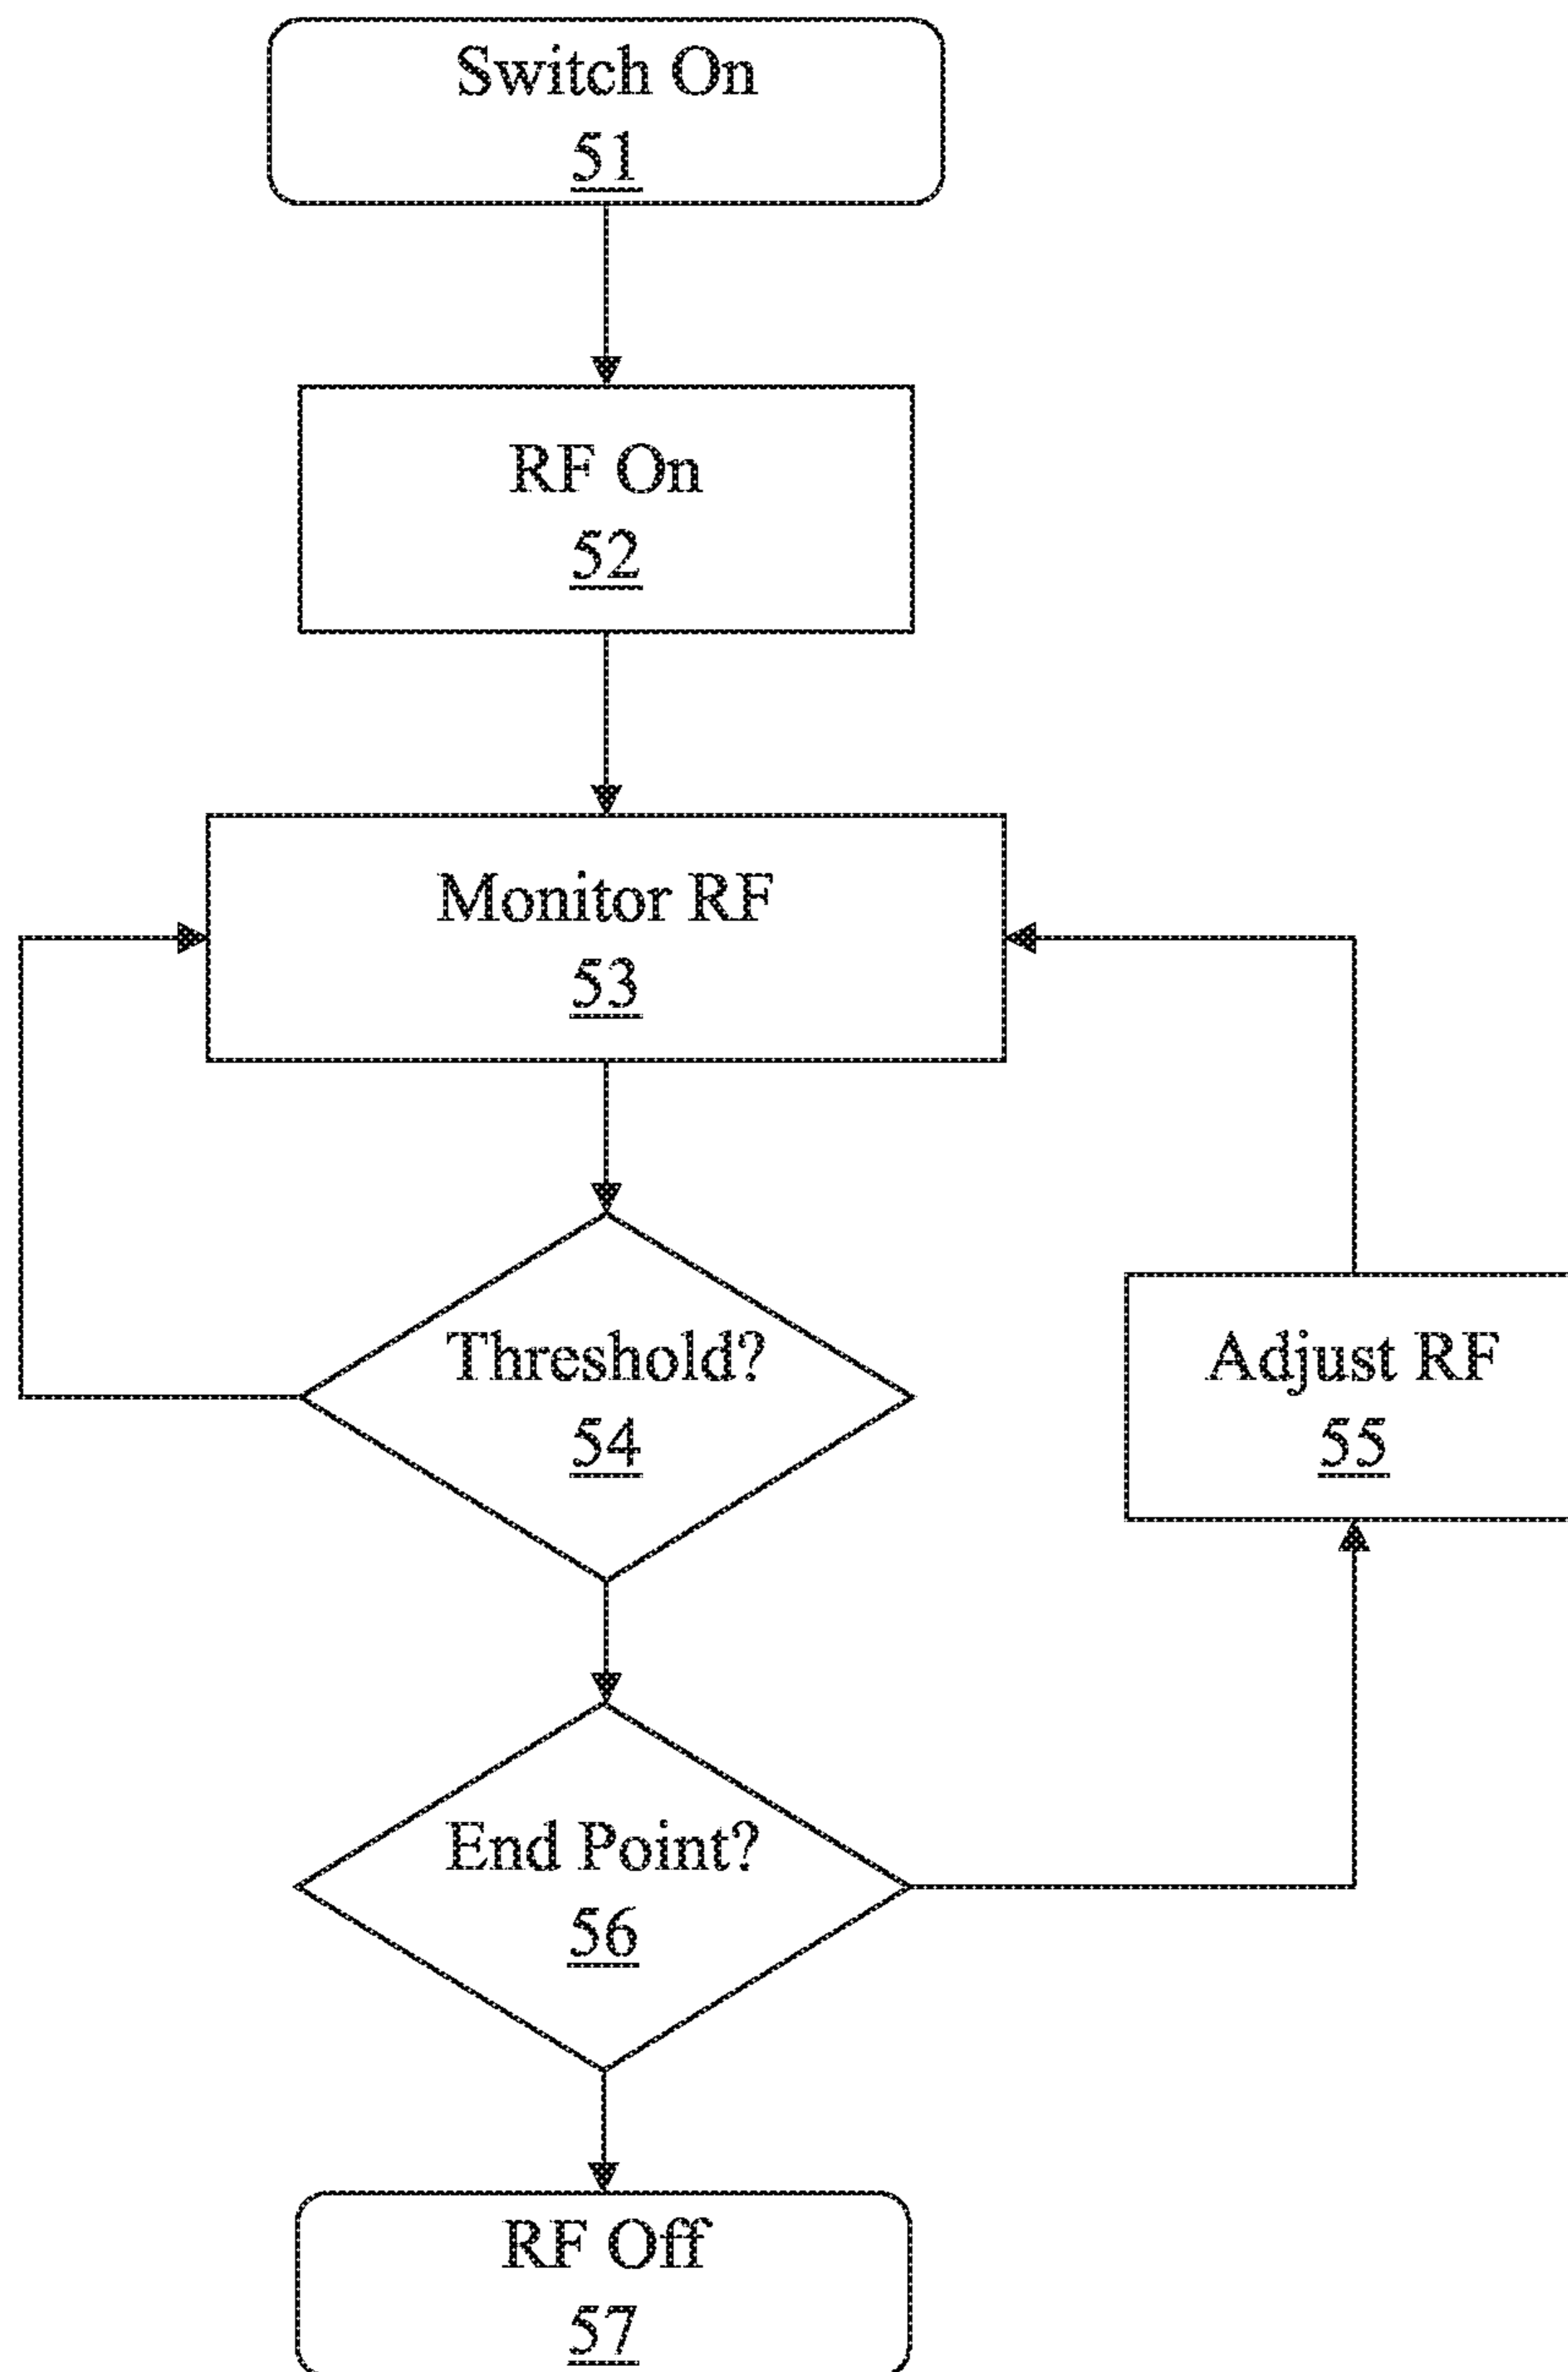 Switch On
51
RF On
52
Monitor RF
53
Threshold?
54
Adjust RF
55
End Point?
56
RF Off
57